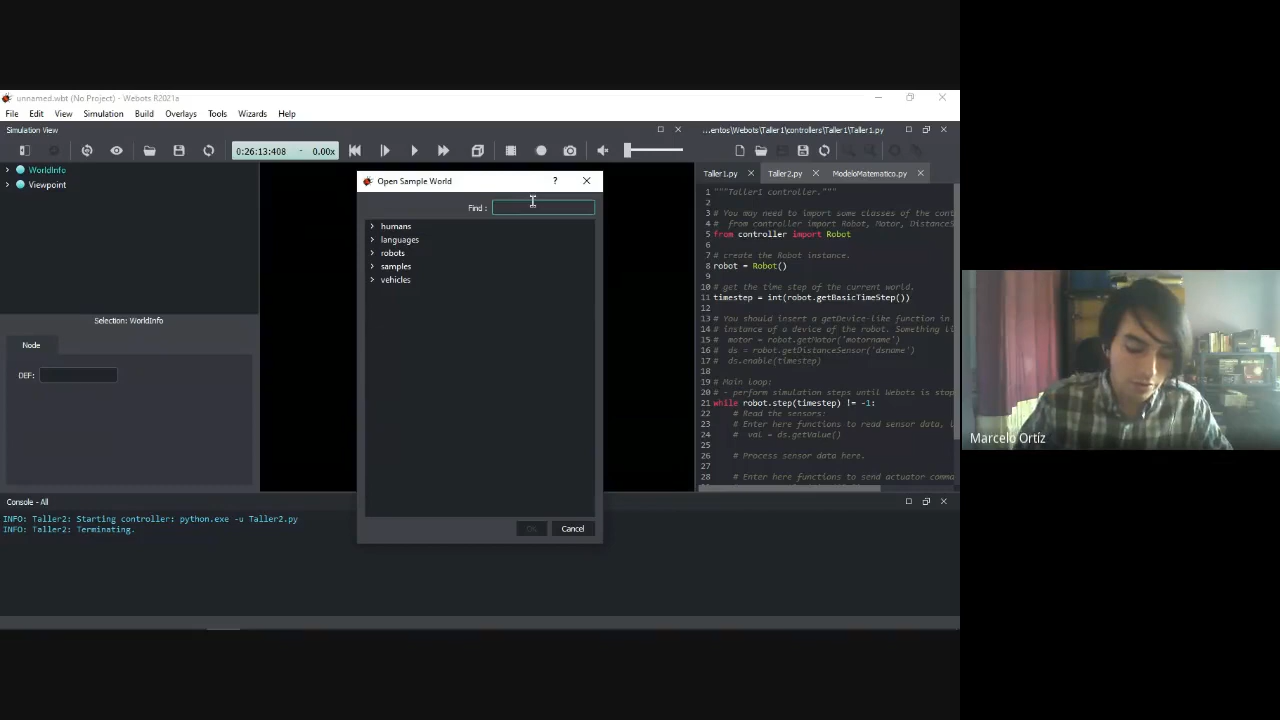 unnamed.wbt (No Project) - Webots R2021a
File Edit View Simulation Build Overlays Tools Wizards Help
Simulation View
...entos\Webots\Taller1\controllers\Taller1\Taller1.py
0:26:13:408 - 0.00x
WorldInfo
Viewpoint
Selection: WorldInfo
Node
DEF:
Open Sample World
?
Find :
humans
languages
robots
samples
vehicles
Ok Cancel
Taller1.py Taller2.py ModeloMatematico.py
1 """Taller1 controller."""
2
3 # You may need to import some classes of the cont
4 # from controller import Robot, Motor, DistanceS
5 from controller import Robot
6
7 # create the Robot instance.
8 robot = Robot()
9
10 # get the time step of the current world.
11 timestep = int(robot.getBasicTimeStep())
12
13 # You should insert a getDevice-like function in
14 # instance of a device of the robot. Something li
15 # motor = robot.getMotor('motorname')
16 # ds = robot.getDistanceSensor('dsname')
17 # ds.enable(timestep)
18
19 # Main loop:
20 # - perform simulation steps until Webots is stop
21 while robot.step(timestep) != -1:
22 # Read the sensors:
23 # Enter here functions to read sensor data, l
24 # val = ds.getValue()
25
26 # Process sensor data here.
27
28 # Enter here functions to send actuator comma
Console - All
INFO: Taller2: Starting controller: python.exe -u Taller2.py
INFO: Taller2: Terminating.
Marcelo Ortíz